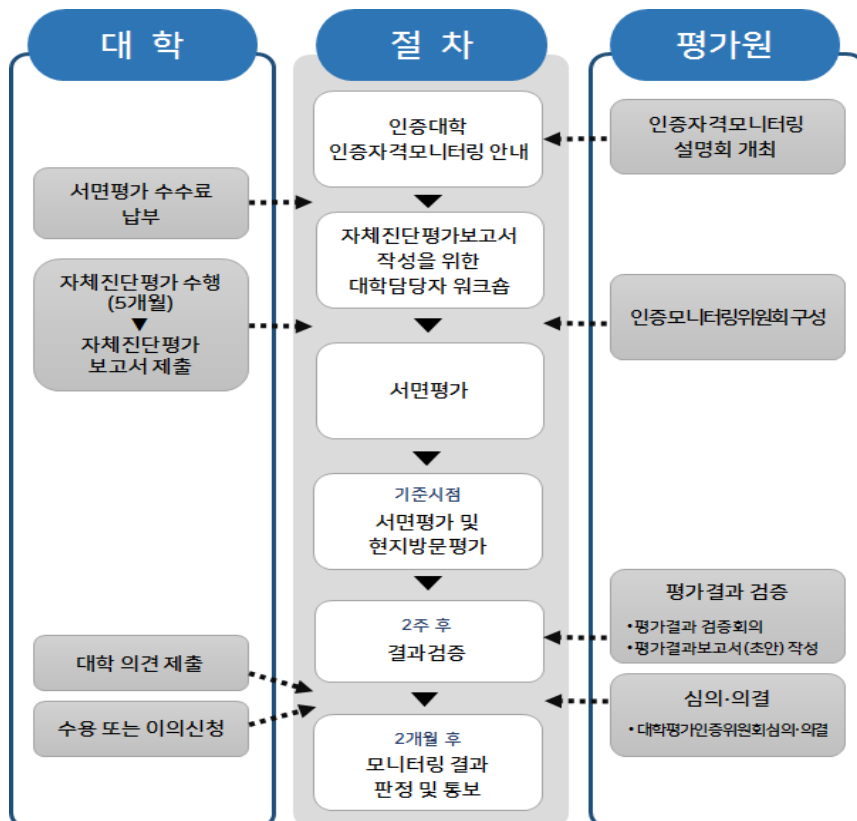 대 학
절 차
평가원
인증대학
인증자격모니터링 안내
인증자격모니터링
설명회 개최
서면평가 수수료
납부
자체진단평가보고서
작성을 위한
대학담당자 워크숍
자체진단평가 수행
(5개월)
▼
자체진단평가
보고서 제출
인증모니터링위원회 구성
서면평가
기준시점
서면평가 및
현지방문평가
평가결과 검증
•평가결과 검증회의
•평가결과보고서(초안) 작성
2주 후
결과검증
대학 의견 제출
수용 또는 이의신청
심의·의결
•대학평가인증위원회심의·의결
2개월 후
모니터링 결과
판정 및 통보